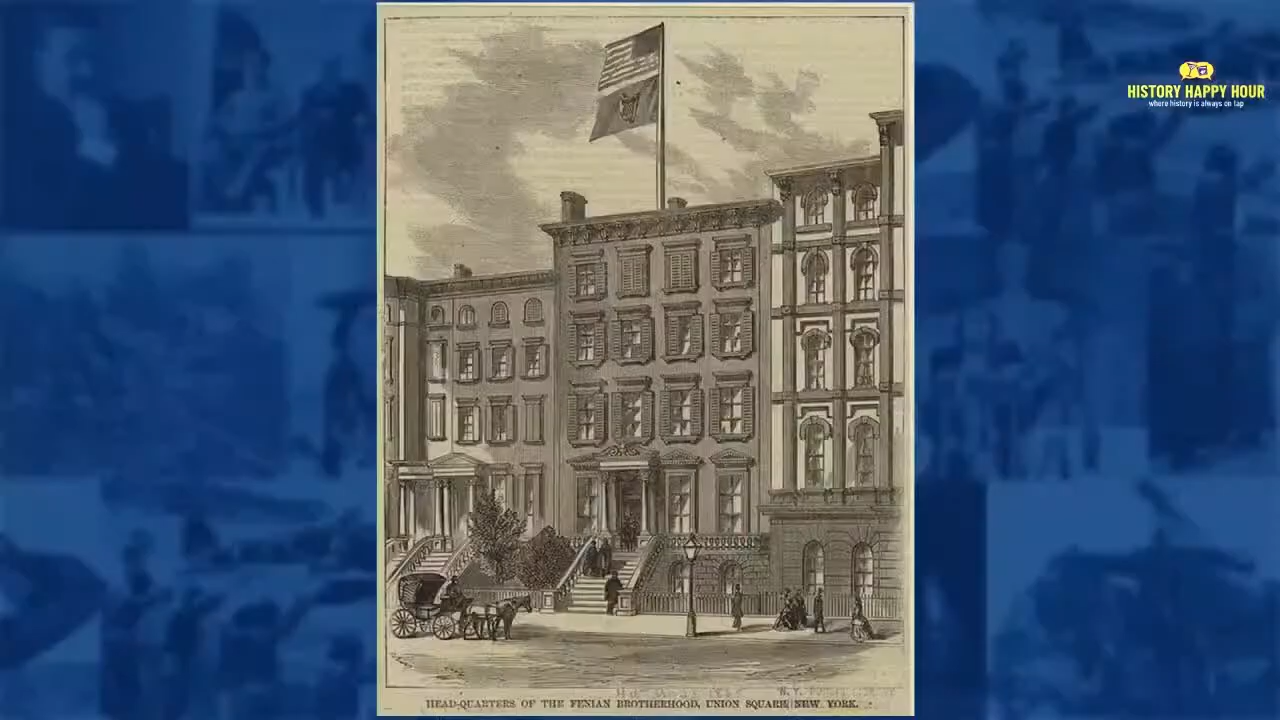 HISTORY HAPPY HOUR
where history is always on tap
HEAD-QUARTERS OF THE FENIAN BROTHERHOOD, UNION SQUARE, NEW YORK.